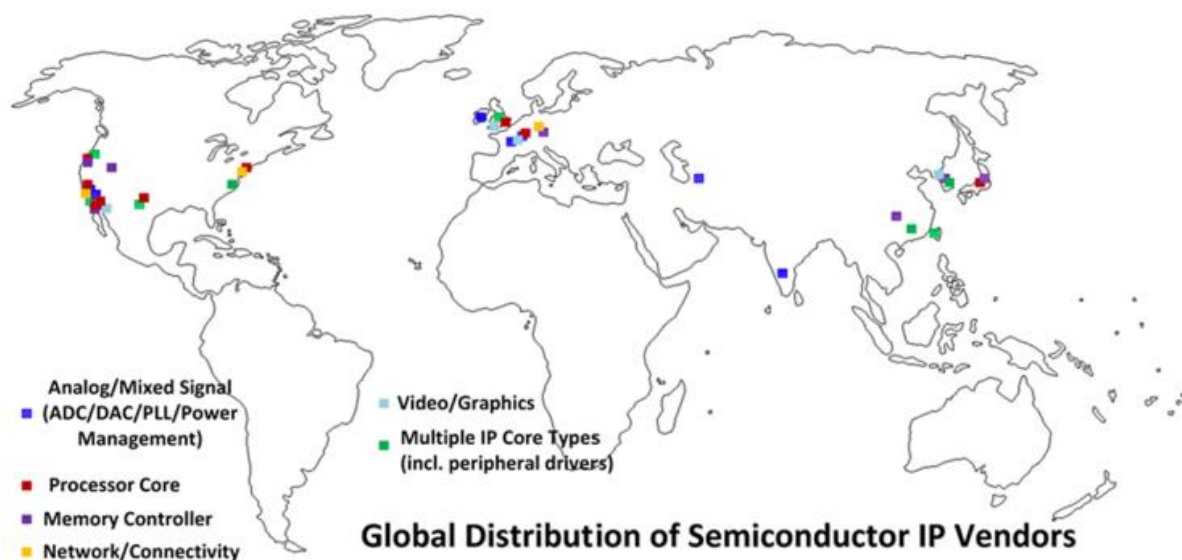 Analog/Mixed Signal
(ADC/DAC/PLL/Power
Management)
Processor Core
Memory Controller
Network/Connectivity
Video/Graphics
Multiple IP Core Types
(incl. peripheral drivers)
Global Distribution of Semiconductor IP Vendors